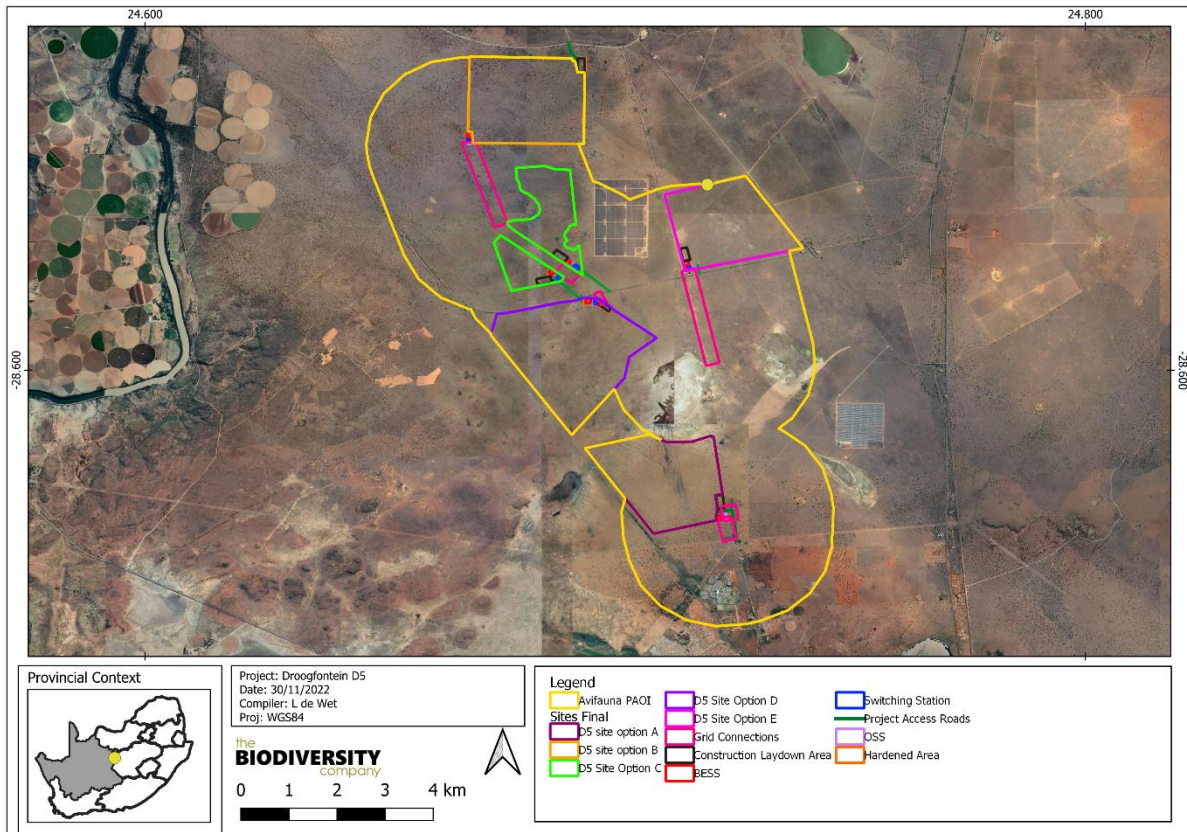 24.600
24.800
-28.600
-28.600
Provincial Context
Project: Droogfontein D5
Date: 30/11/2022
Compiler: L de Wet
Proj: WGS84
the
BIODIVERSITY
company
0 1 2 3 4 km
Legend
Avifauna PAOI
Sites Final
D5 site option A
D5 site option B
D5 Site Option C
D5 Site Option D
D5 Site Option E
Grid Connections
Construction Laydown Area
BESS
Switching Station
Project Access Roads
OSS
Hardened Area